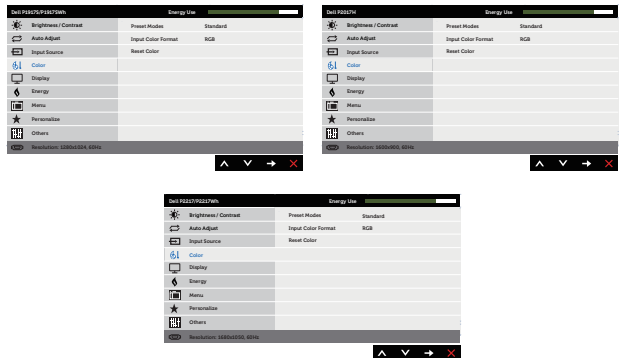 Dell P1917S/P1917SWh Energy Use
Brightness / Contrast Preset Modes Standard
Auto Adjust Input Color Format RGB
Input Source Reset Color
Color
Display
Energy
Menu
Personalize
Others
Resolution: 1280x1024, 60Hz
Dell P2017H Energy Use
Brightness / Contrast Preset Modes Standard
Auto Adjust Input Color Format RGB
Input Source Reset Color
Color
Display
Energy
Menu
Personalize
Others
Resolution: 1600x900, 60Hz
Dell P2217/P2217Wh Energy Use
Brightness / Contrast Preset Modes Standard
Auto Adjust Input Color Format RGB
Input Source Reset Color
Color
Display
Energy
Menu
Personalize
Others
Resolution: 1680x1050, 60Hz